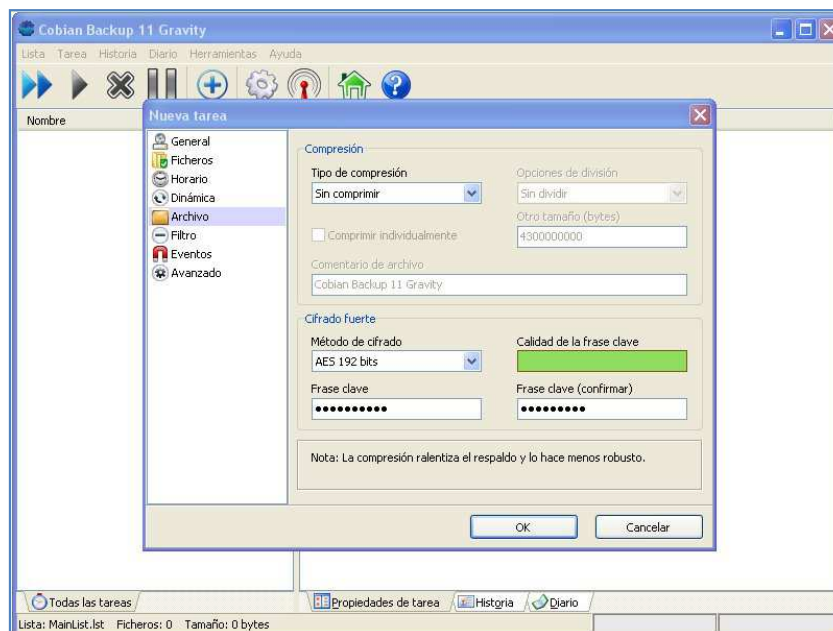 Cobian Backup 11 Gravity
Lista Tarea Historia Diario Herramientas Ayuda
Nombre
Nueva tarea
General
Ficheros
Horario
Dinámica
Archivo
Filtro
Eventos
Avanzado
Compresión
Tipo de compresión
Opciones de división
Sin comprimir
Sin dividir
Otro tamaño (bytes)
Comprimir individualmente
4300000000
Comentario de archivo
Cobian Backup 11 Gravity
Cifrado fuerte
Método de cifrado
Calidad de la frase clave
AES 192 bits
Frase clave
Frase clave (confirmar)
••••••••••
•••••••••
Nota: La compresión ralentiza el respaldo y lo hace menos robusto.
OK
Cancelar
Todas las tareas
Propiedades de tarea
Historia
Diario
Lista: MainList.lst Ficheros: 0 Tamaño: 0 bytes